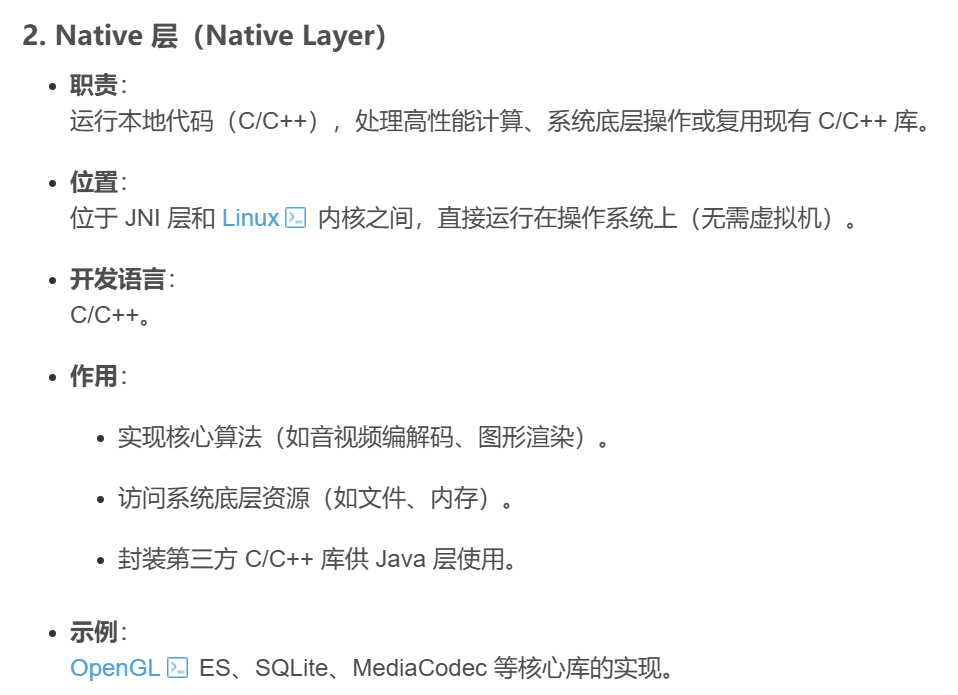 2. Native 层（Native Layer）
职责：
运行本地代码（C/C++），处理高性能计算、系统底层操作或复用现有 C/C++ 库。
位置：
位于 JNI 层和 Linux 内核之间，直接运行在操作系统上（无需虚拟机）。
开发语言：
C/C++。
作用：
实现核心算法（如音视频编解码、图形渲染）。
访问系统底层资源（如文件、内存）。
封装第三方 C/C++ 库供 Java 层使用。
示例：
OpenGL ES、SQLite、MediaCodec 等核心库的实现。